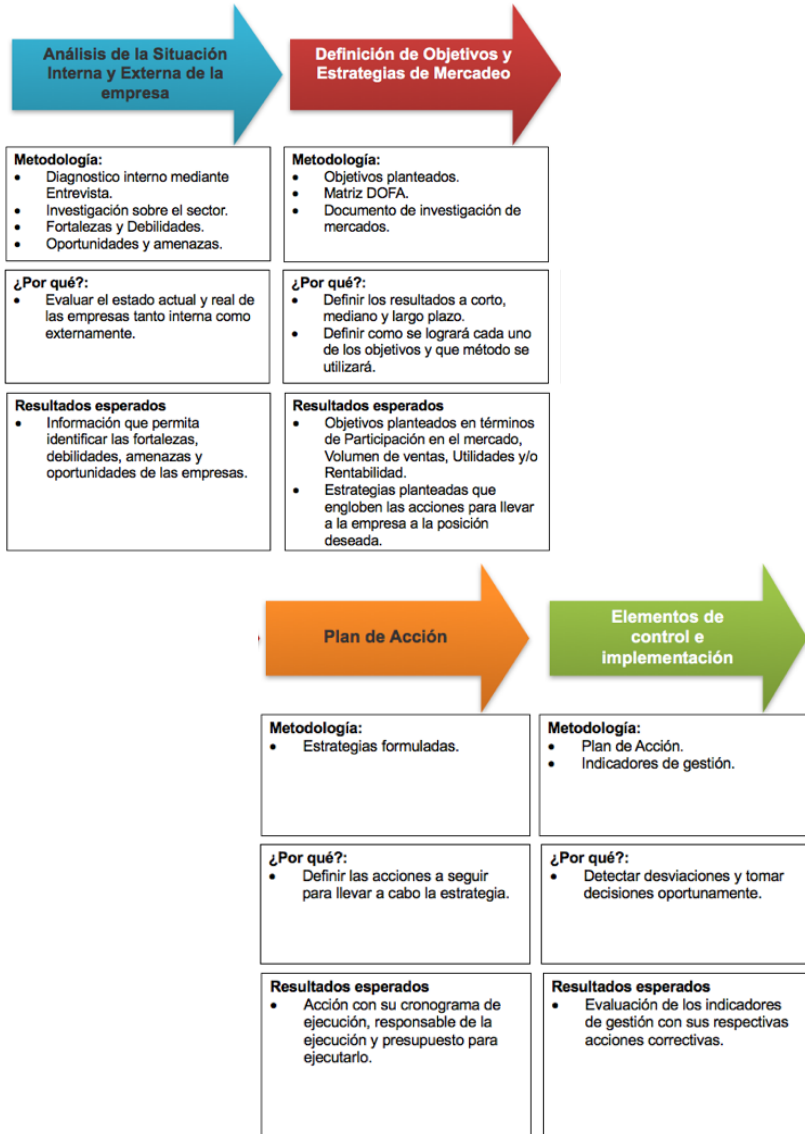 Análisis de la Situación
Interna y Externa de la
empresa
Definición de Objetivos y
Estrategias de Mercadeo
Metodología:
• Diagnostico interno mediante
Entrevista.
• Investigación sobre el sector.
• Fortalezas y Debilidades.
• Oportunidades y amenazas.
Metodología:
• Objetivos planteados.
• Matriz DOFA.
• Documento de investigación de
mercados.
¿Por qué?:
• Evaluar el estado actual y real de
las empresas tanto interna como
externamente.
¿Por qué?:
• Definir los resultados a corto,
mediano y largo plazo.
• Definir como se logrará cada uno
de los objetivos y que método se
utilizará.
Resultados esperados
• Información que permita
identificar las fortalezas,
debilidades, amenazas y
oportunidades de las empresas.
Resultados esperados
• Objetivos planteados en términos
de Participación en el mercado,
Volumen de ventas, Utilidades y/o
Rentabilidad.
• Estrategias planteadas que
engloben las acciones para llevar
a la empresa a la posición
deseada.
Plan de Acción
Elementos de
control e
implementación
Metodología:
• Estrategias formuladas.
Metodología:
• Plan de Acción.
• Indicadores de gestión.
¿Por qué?:
• Definir las acciones a seguir
para llevar a cabo la estrategia.
¿Por qué?:
• Detectar desviaciones y tomar
decisiones oportunamente.
Resultados esperados
• Acción con su cronograma de
ejecución, responsable de la
ejecución y presupuesto para
ejecutarlo.
Resultados esperados
• Evaluación de los indicadores
de gestión con sus respectivas
acciones correctivas.